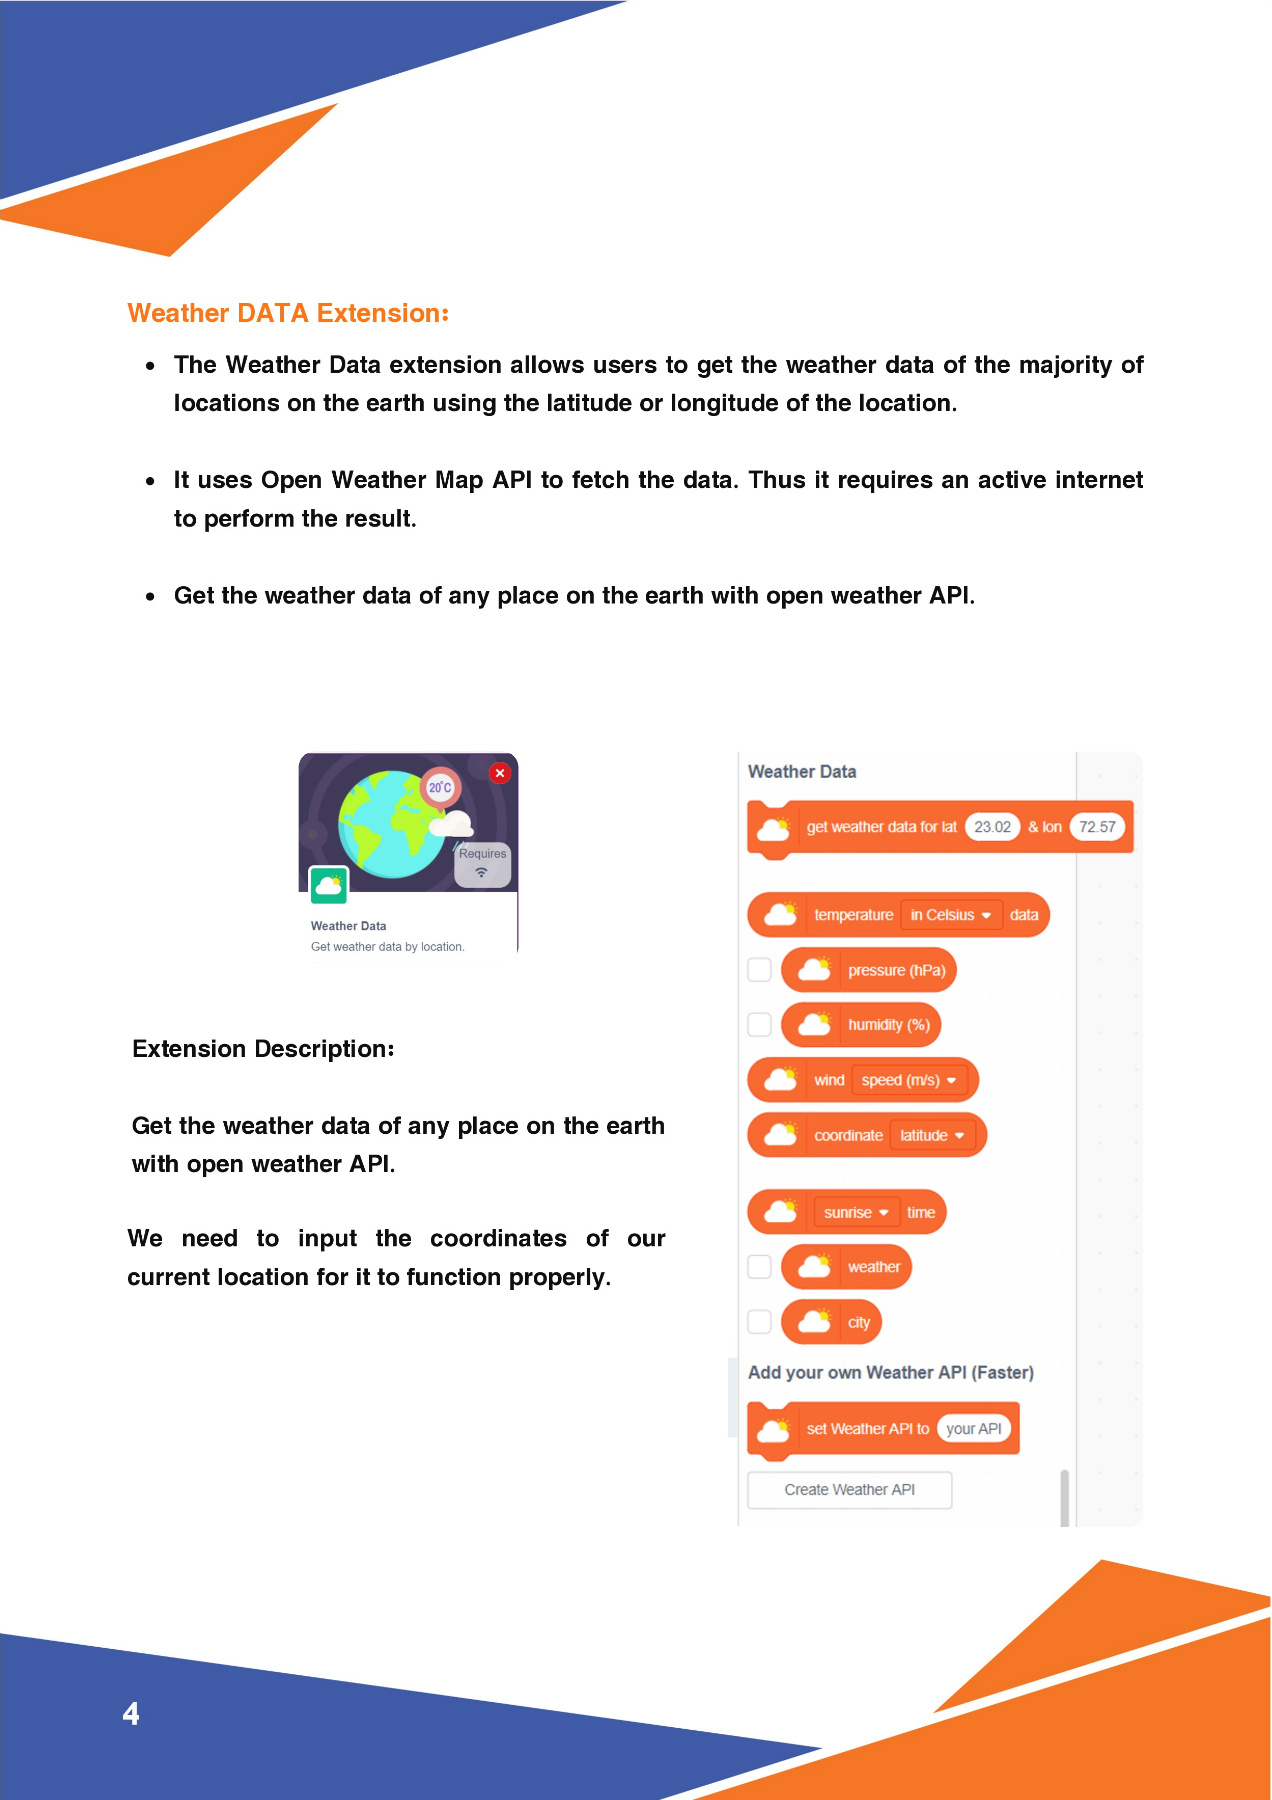 Weather DATA Extension:
• The Weather Data extension allows users to get the weather data of the majority of
locations on the earth using the latitude or longitude of the location.
• It uses Open Weather Map API to fetch the data. Thus it requires an active internet
to perform the result.
• Get the weather data of any place on the earth with open weather API.
20°C
Requires
Weather Data
Get weather data by location.
Extension Description:
Get the weather data of any place on the earth
with open weather API.
We need to input the coordinates of our
current location for it to function properly.
Weather Data
get weather data for lat 23.02 & lon 72.57
temperature in Celsius data
pressure (hPa)
humidity (%)
wind speed (m/s)
coordinate latitude
sunrise time
weather
city
Add your own Weather API (Faster)
set Weather API to your API
Create Weather API
4